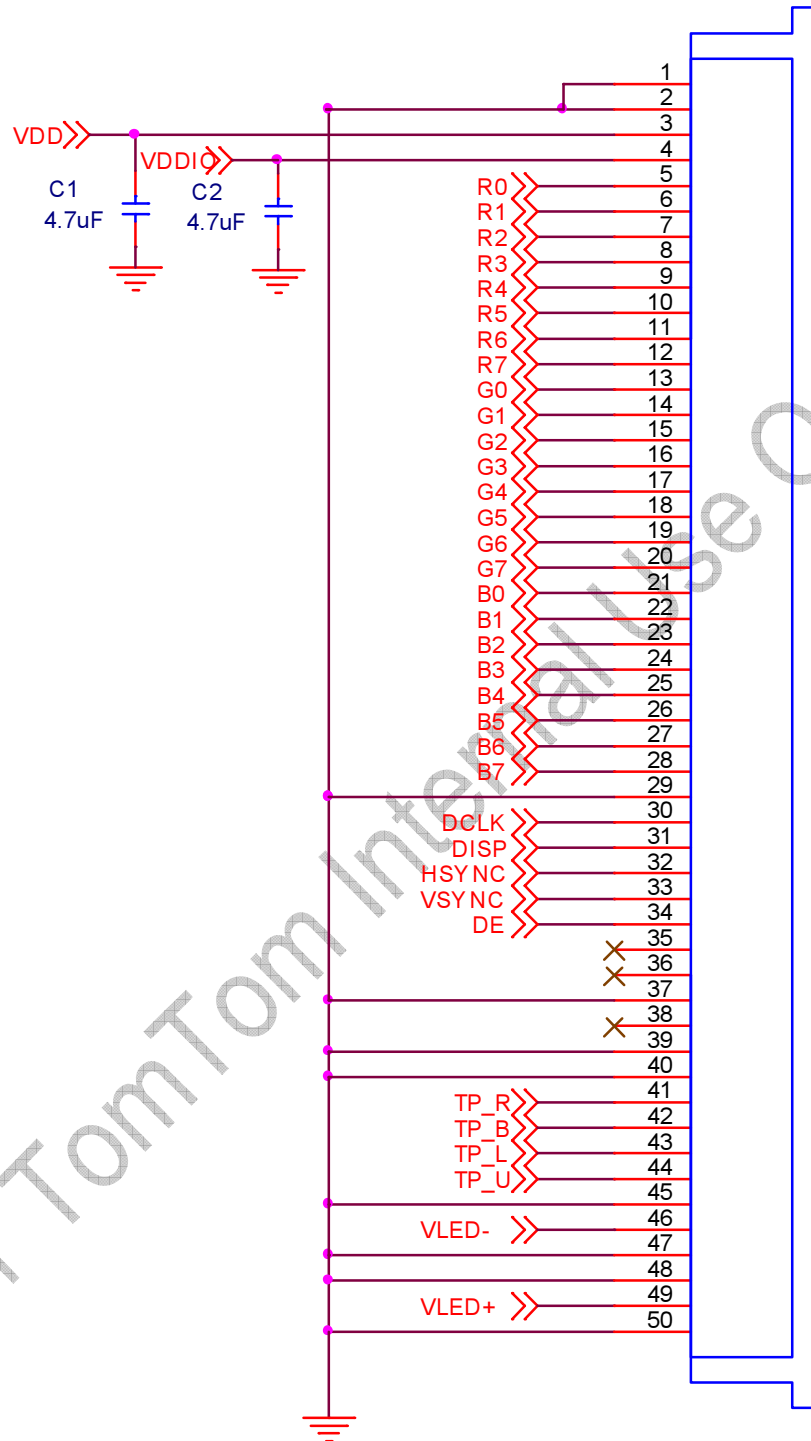 1
2
VDD 3
VDDIO 4
C1
4.7uF
C2
4.7uF
R0 5
R1 6
R2 7
R3 8
R4 9
R5 10
R6 11
R7 12
G0 13
G1 14
G2 15
G3 16
G4 17
G5 18
G6 19
G7 20
B0 21
B1 22
B2 23
B3 24
B4 25
B5 26
B6 27
B7 28
29
DCLK 30
DISP 31
HSYNC 32
VSYNC 33
DE 34
35
36
37
38
39
40
TP_R 41
TP_B 42
TP_L 43
TP_U 44
45
VLED- 46
47
48
VLED+ 49
50
TomTom Internal Use